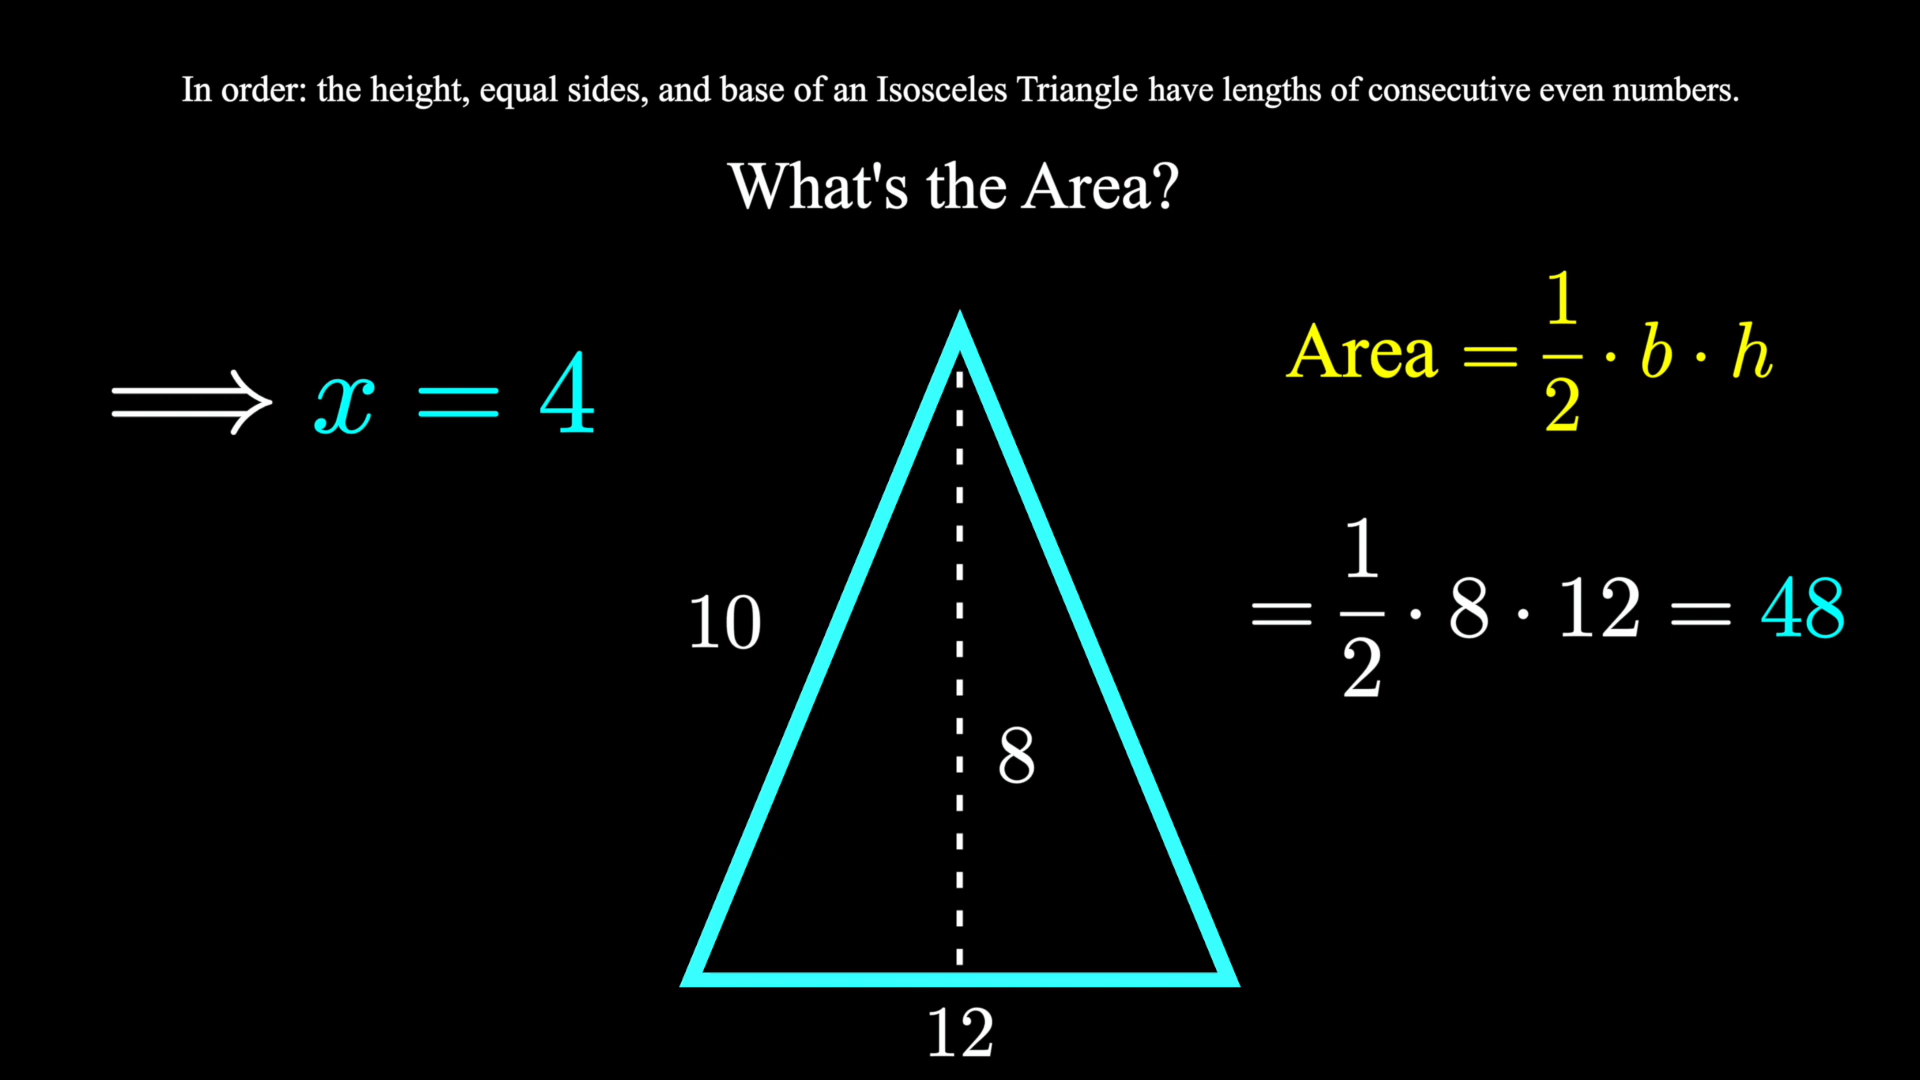 In order: the height, equal sides, and base of an Isosceles Triangle have lengths of consecutive even numbers.
What's the Area?
⟹ x = 4
Area = 1/2 · b · h
= 1/2 · 8 · 12 = 48
10
8
12